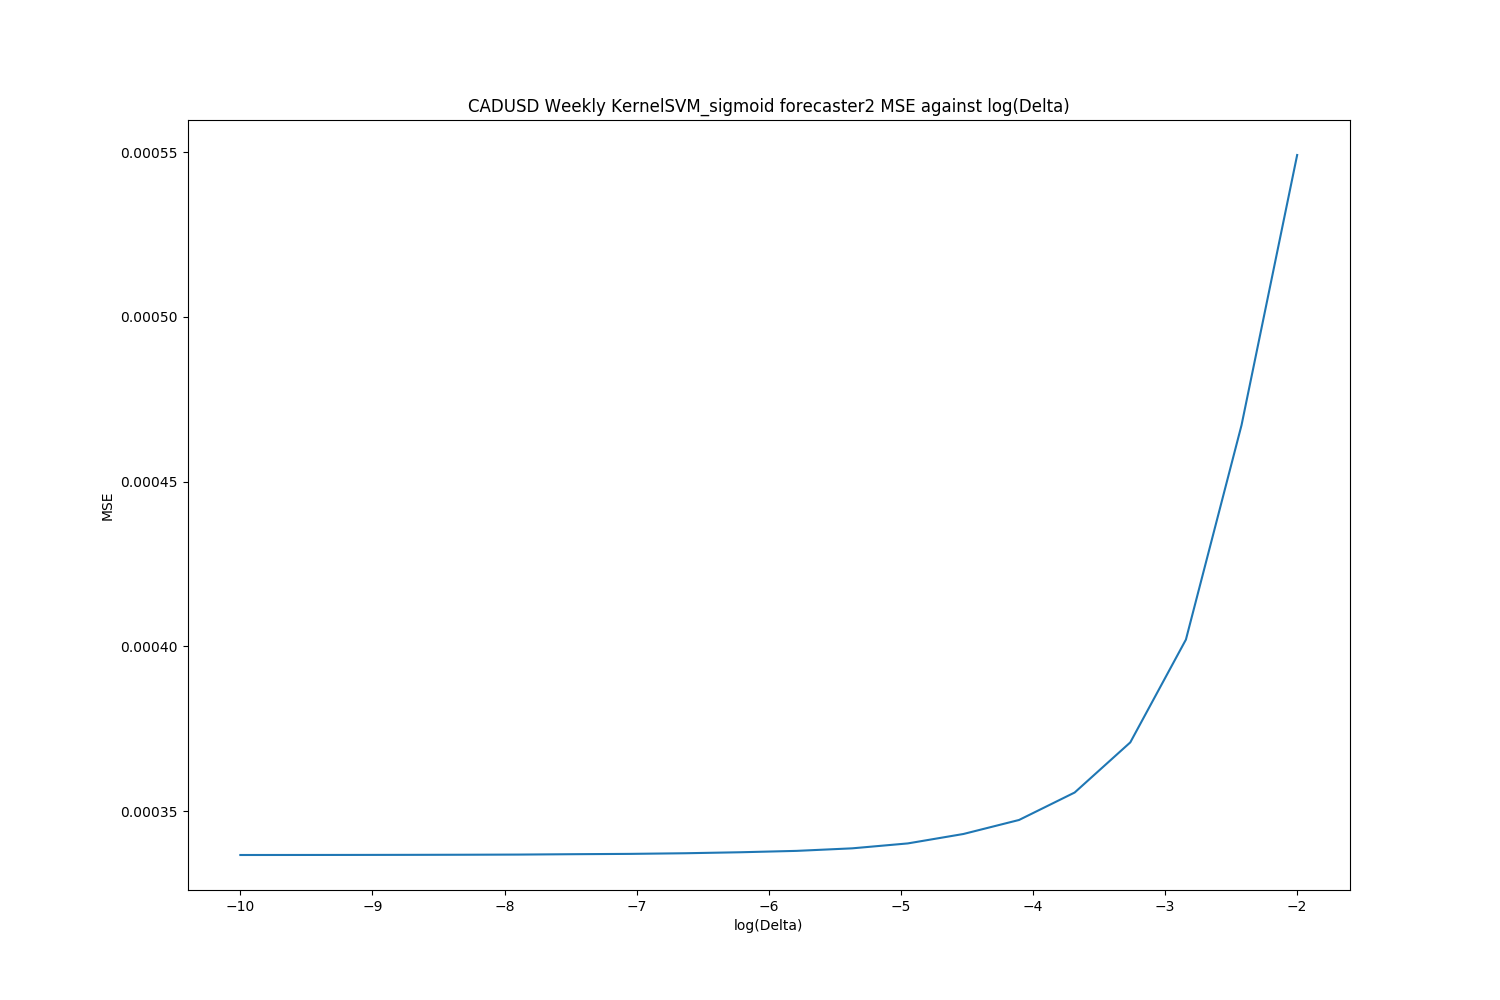 CADUSD Weekly KernelSVM_sigmoid forecaster2 MSE against log(Delta)
0.00055
0.00050
0.00045
MSE
0.00040
0.00035
−10 −9 −8 −7 −6 −5 −4 −3 −2
log(Delta)